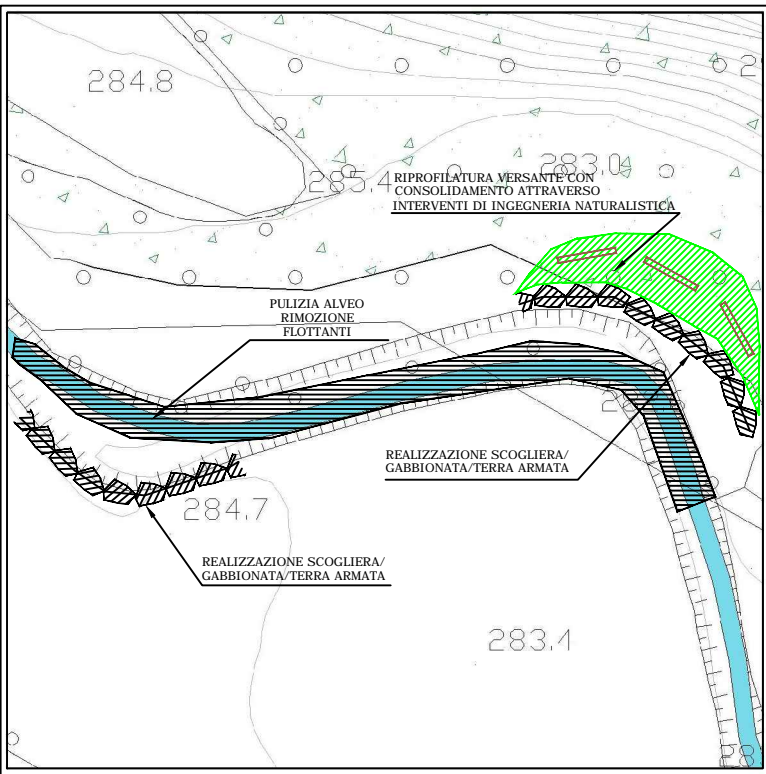 284.8
285.4
283.0
RIPROFILATURA VERSANTE CON
CONSOLIDAMENTO ATTRAVERSO
INTERVENTI DI INGEGNERIA NATURALISTICA
PULIZIA ALVEO
RIMOZIONE
FLOTTANTI
REALIZZAZIONE SCOGLIERA/
GABBIONATA/TERRA ARMATA
284.7
REALIZZAZIONE SCOGLIERA/
GABBIONATA/TERRA ARMATA
283.4